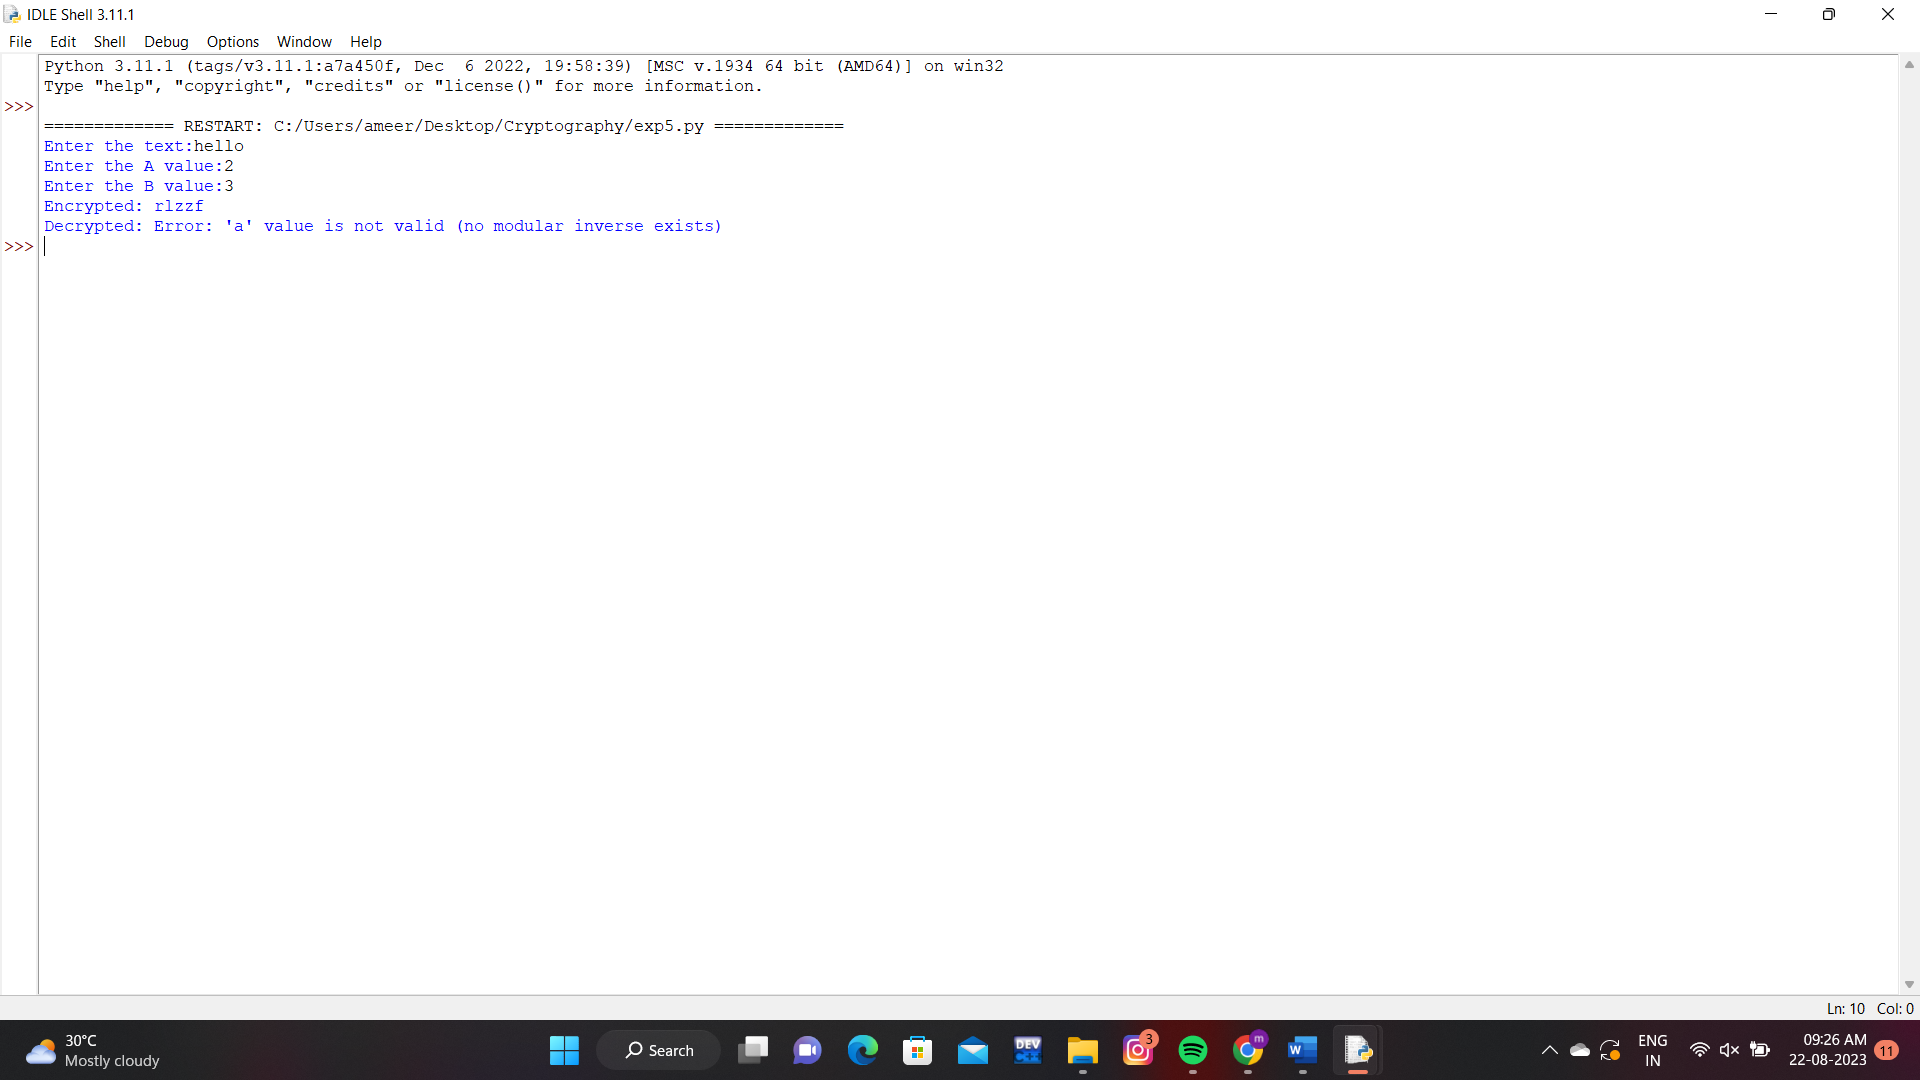 IDLE Shell 3.11.1
File Edit Shell Debug Options Window Help
Python 3.11.1 (tags/v3.11.1:a7a450f, Dec  6 2022, 19:58:39) [MSC v.1934 64 bit (AMD64)] on win32
Type "help", "copyright", "credits" or "license()" for more information.
>>>
============= RESTART: C:/Users/ameer/Desktop/Cryptography/exp5.py =============
Enter the text:hello
Enter the A value:2
Enter the B value:3
Encrypted: rlzzf
Decrypted: Error: 'a' value is not valid (no modular inverse exists)
>>>
Ln: 10 Col: 0
30°C
Mostly cloudy
Search
DEV
C++
3
m
W
ENG
IN
09:26 AM
22-08-2023
11